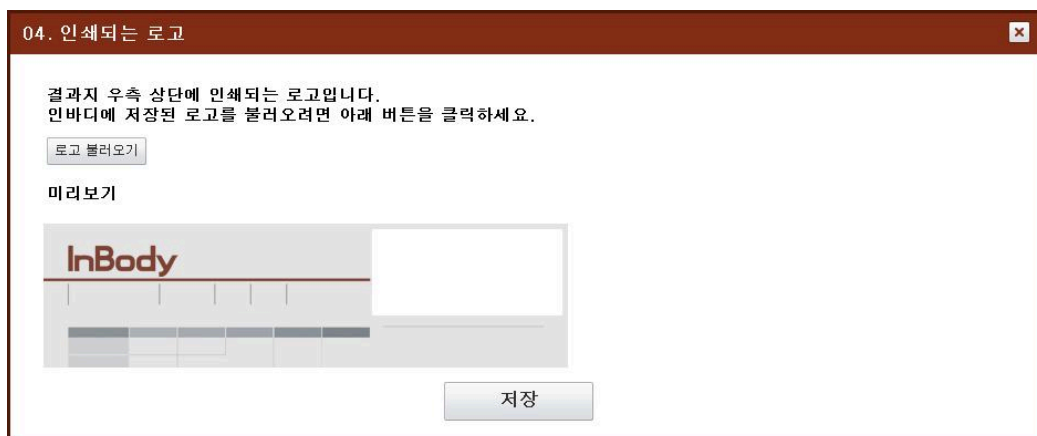 04. 인쇄되는 로고
결과지 우측 상단에 인쇄되는 로고입니다.
인바디에 저장된 로고를 불러오려면 아래 버튼을 클릭하세요.
로고 불러오기
미리보기
InBody
저장